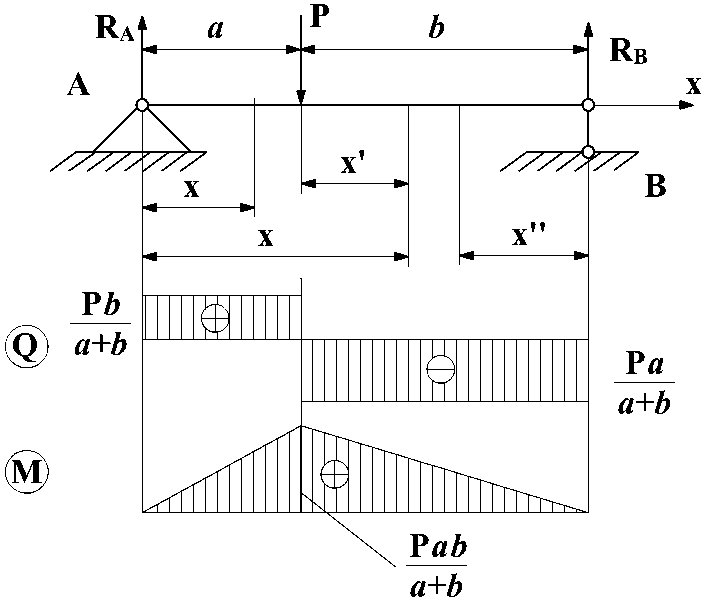 R_A a P b R_B
A x
B
x x' x''
x
Pb/a+b
Q
Pa/a+b
M
Pab/a+b